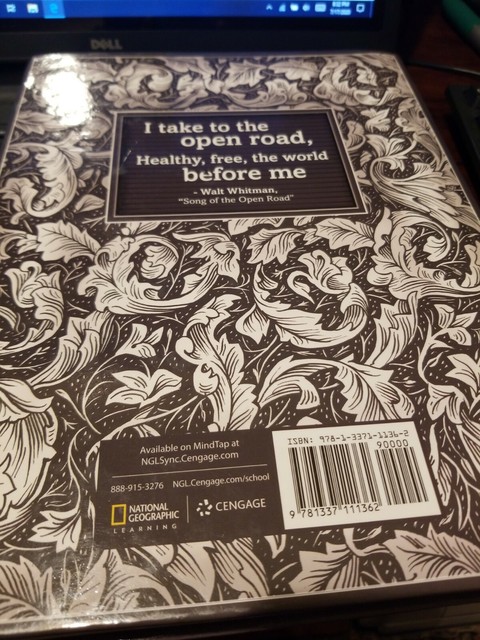 DELL
I take to the
open road,
Healthy, free, the world
before me
- Walt Whitman,
"Song of the Open Road"
Available on MindTap at
NGLSync.Cengage.com
888-915-3276 NGL.Cengage.com/school
NATIONAL
GEOGRAPHIC
LEARNING
CENGAGE
ISBN: 978-1-3371-1136-2
90000
9 781337 111362